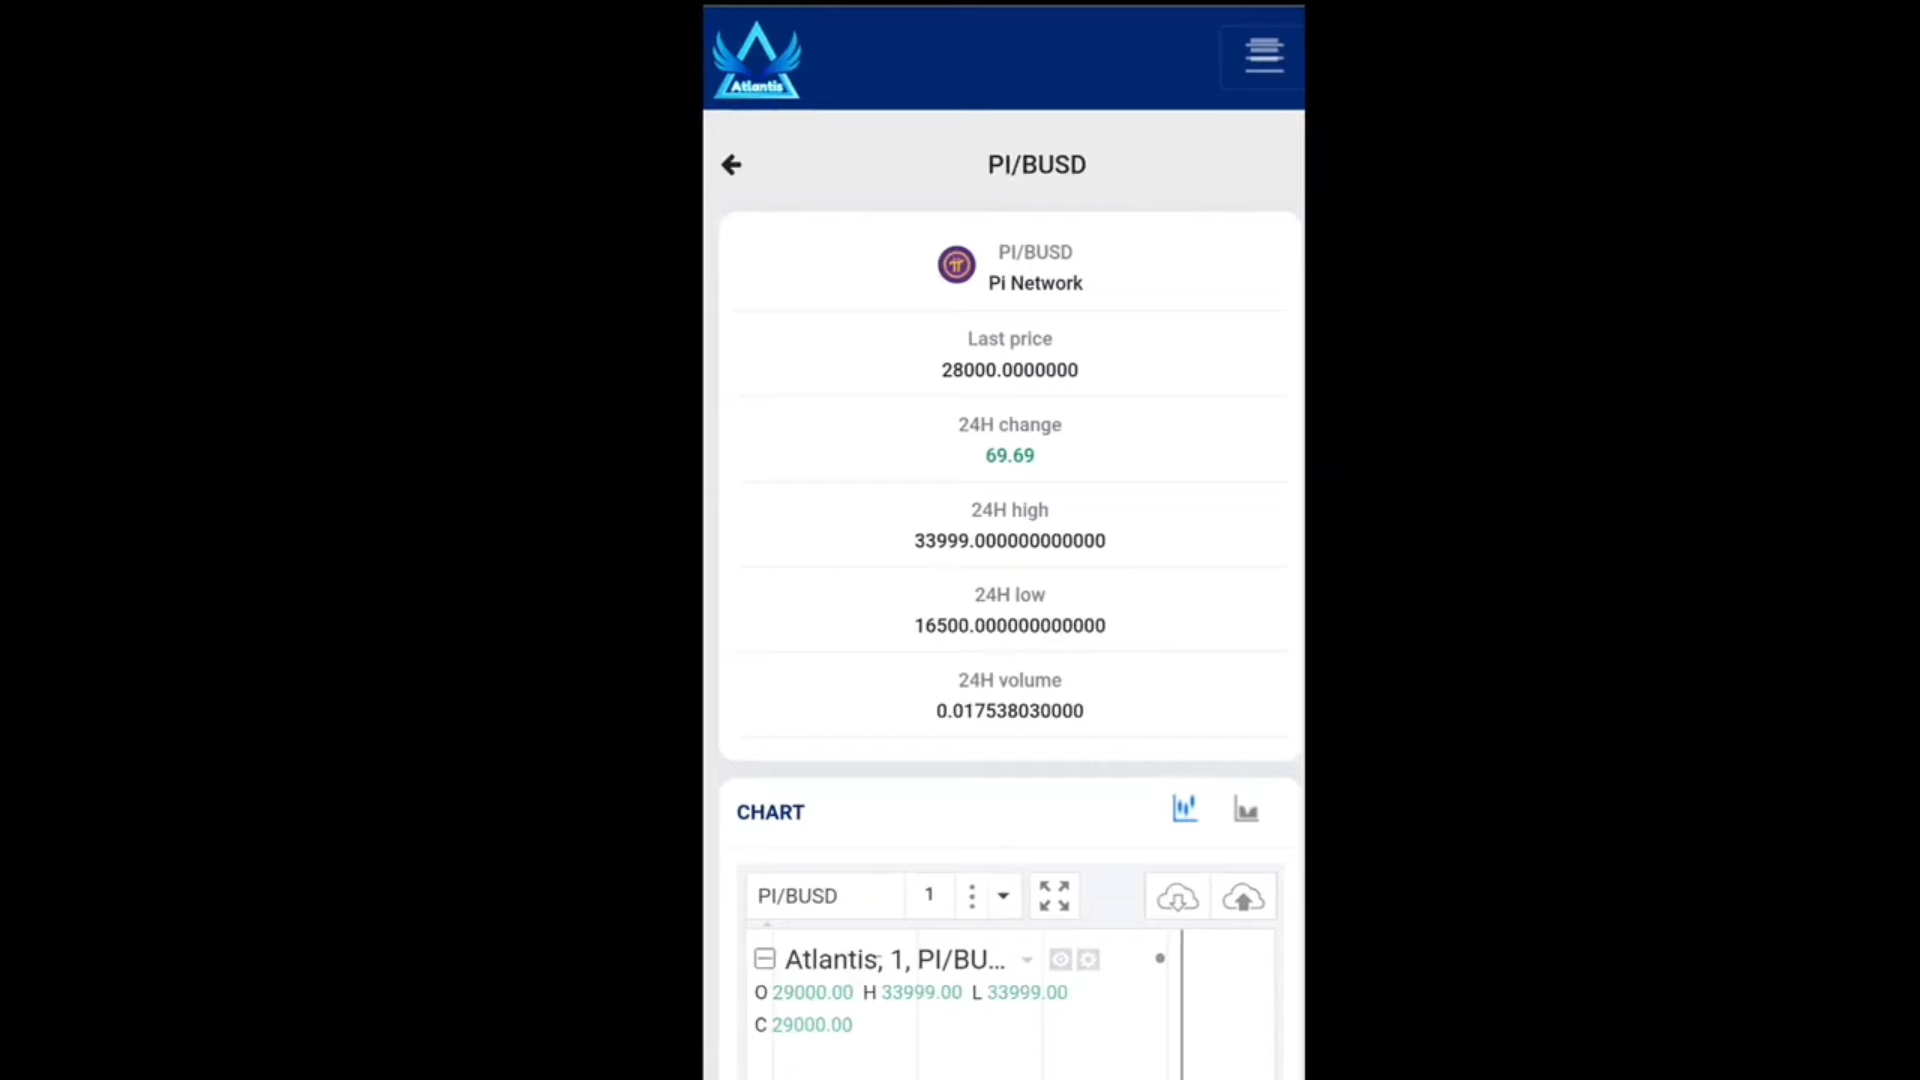 Atlantis
PI/BUSD
PI/BUSD
Pi Network
Last price
28000.0000000
24H change
69.69
24H high
33999.000000000000
24H low
16500.000000000000
24H volume
0.017538030000
CHART
PI/BUSD 1
Atlantis, 1, PI/BU...
O 29000.00 H 33999.00 L 33999.00
C 29000.00